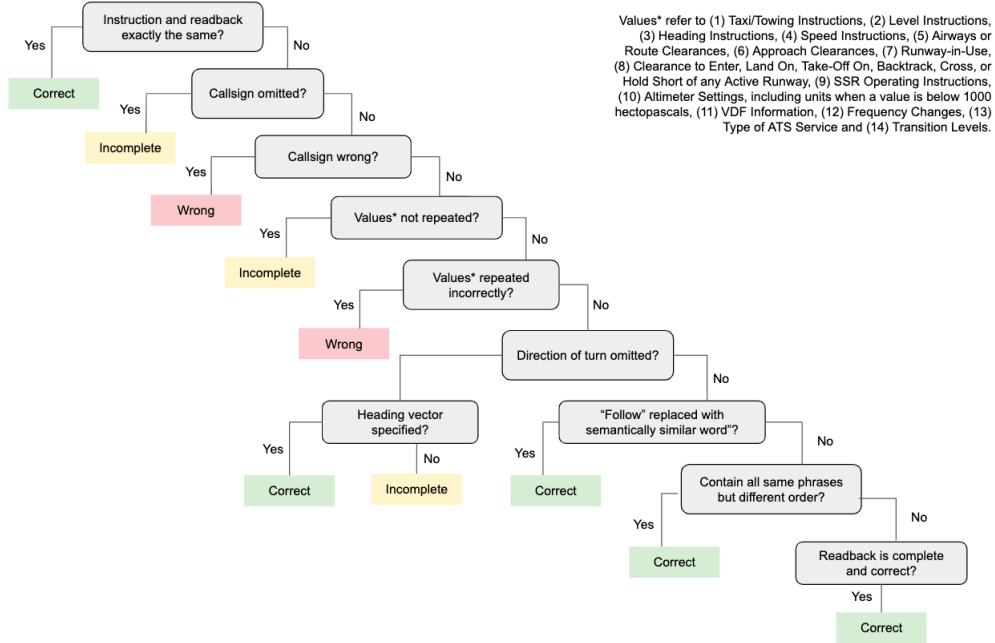 Instruction and readback
exactly the same?
Values* refer to (1) Taxi/Towing Instructions, (2) Level Instructions,
(3) Heading Instructions, (4) Speed Instructions, (5) Airways or
Route Clearances, (6) Approach Clearances, (7) Runway-in-Use,
(8) Clearance to Enter, Land On, Take-Off On, Backtrack, Cross, or
Hold Short of any Active Runway, (9) SSR Operating Instructions,
(10) Altimeter Settings, including units when a value is below 1000
hectopascals, (11) VDF Information, (12) Frequency Changes, (13)
Type of ATS Service and (14) Transition Levels.
Yes
No
Correct
Callsign omitted?
Yes
No
Incomplete
Callsign wrong?
Yes
No
Wrong
Values* not repeated?
Yes
No
Incomplete
Values* repeated
incorrectly?
Yes
No
Wrong
Direction of turn omitted?
No
Heading vector
specified?
Yes
No
Correct
Incomplete
“Follow” replaced with
semantically similar word”?
Yes
No
Correct
Contain all same phrases
but different order?
Yes
No
Correct
Readback is complete
and correct?
Yes
Correct